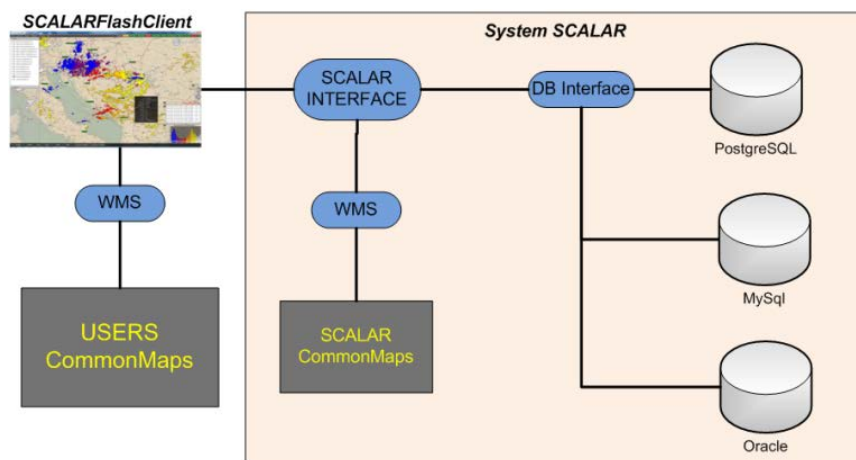 SCALARFlashClient
System SCALAR
SCALAR
INTERFACE
DB Interface
PostgreSQL
WMS
WMS
MySql
USERS
CommonMaps
SCALAR
CommonMaps
Oracle